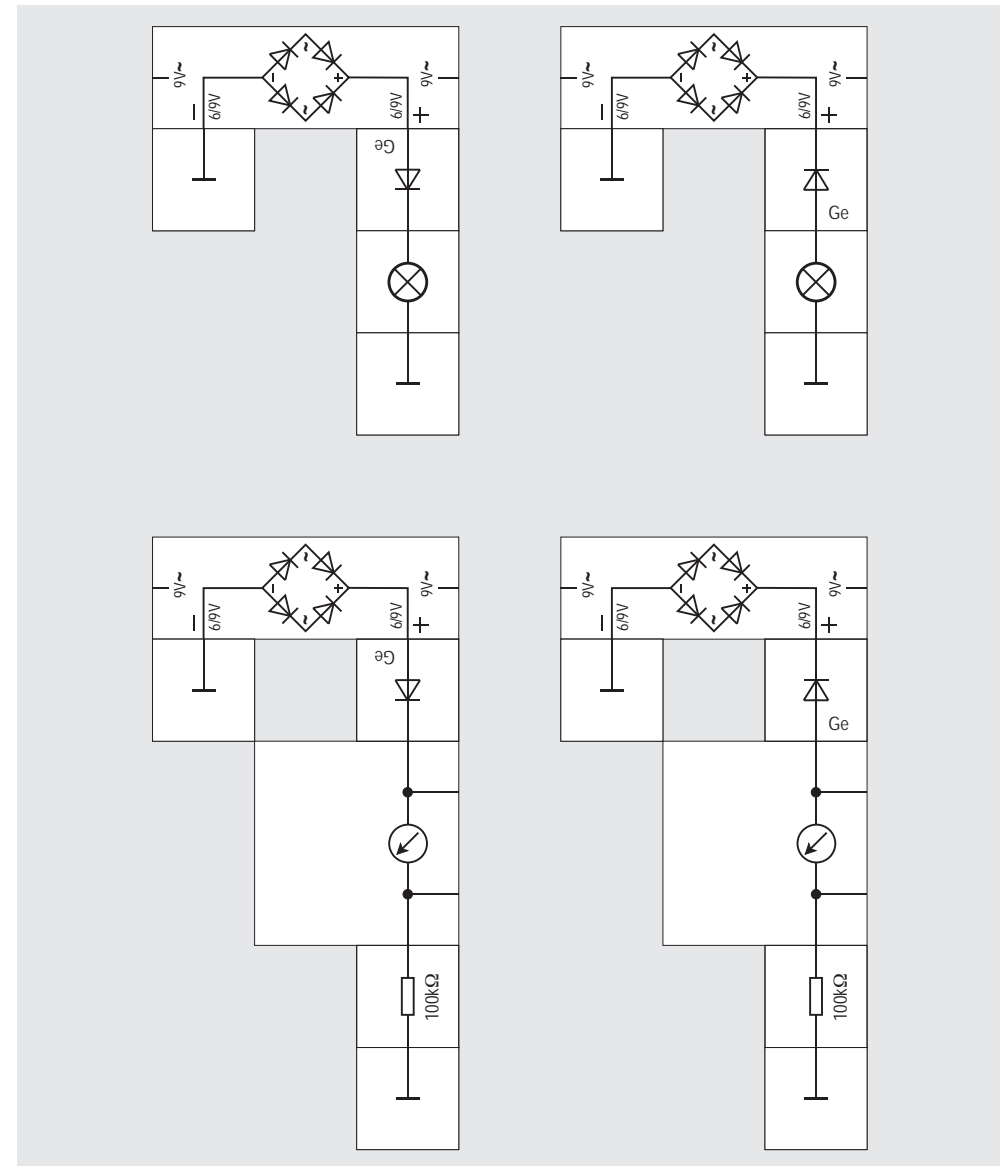 9V~
6/9V
–
~
– +
~
6/9V
+
9V~
Ge
9V~
6/9V
–
~
– +
~
6/9V
+
9V~
Ge
9V~
6/9V
–
~
– +
~
6/9V
+
9V~
Ge
100kΩ
9V~
6/9V
–
~
– +
~
6/9V
+
9V~
Ge
100kΩ